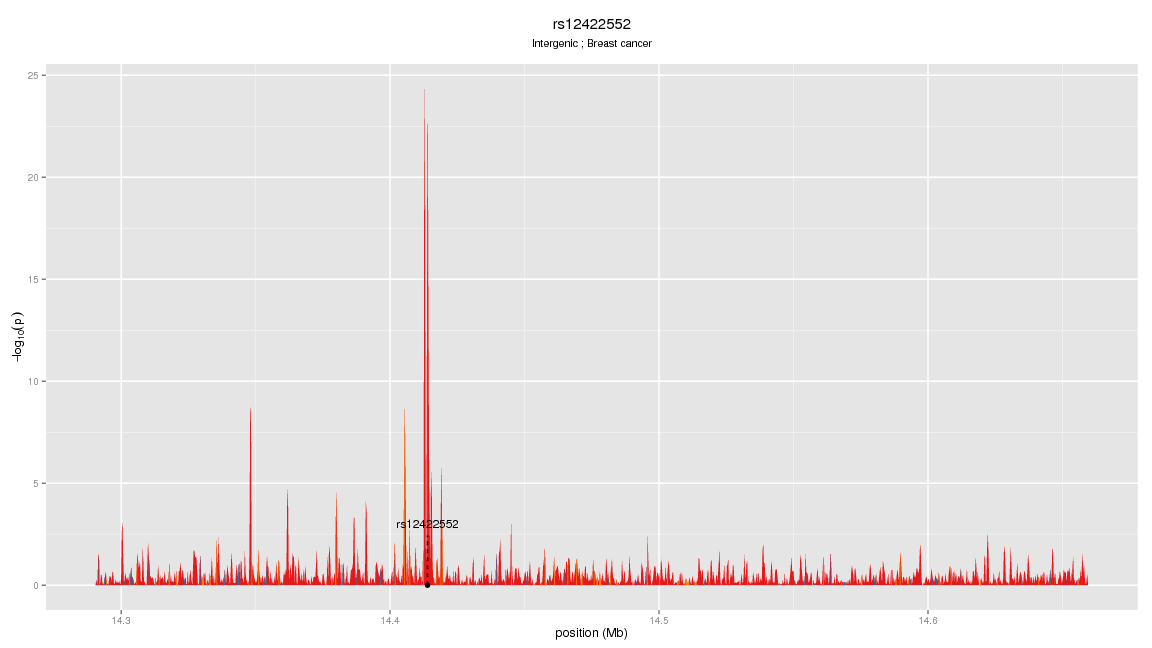 rs12422552
Intergenic ; Breast cancer
25
20
15
10
5
0
−log10(p)
rs12422552
14.3
14.4
14.5
14.6
position (Mb)